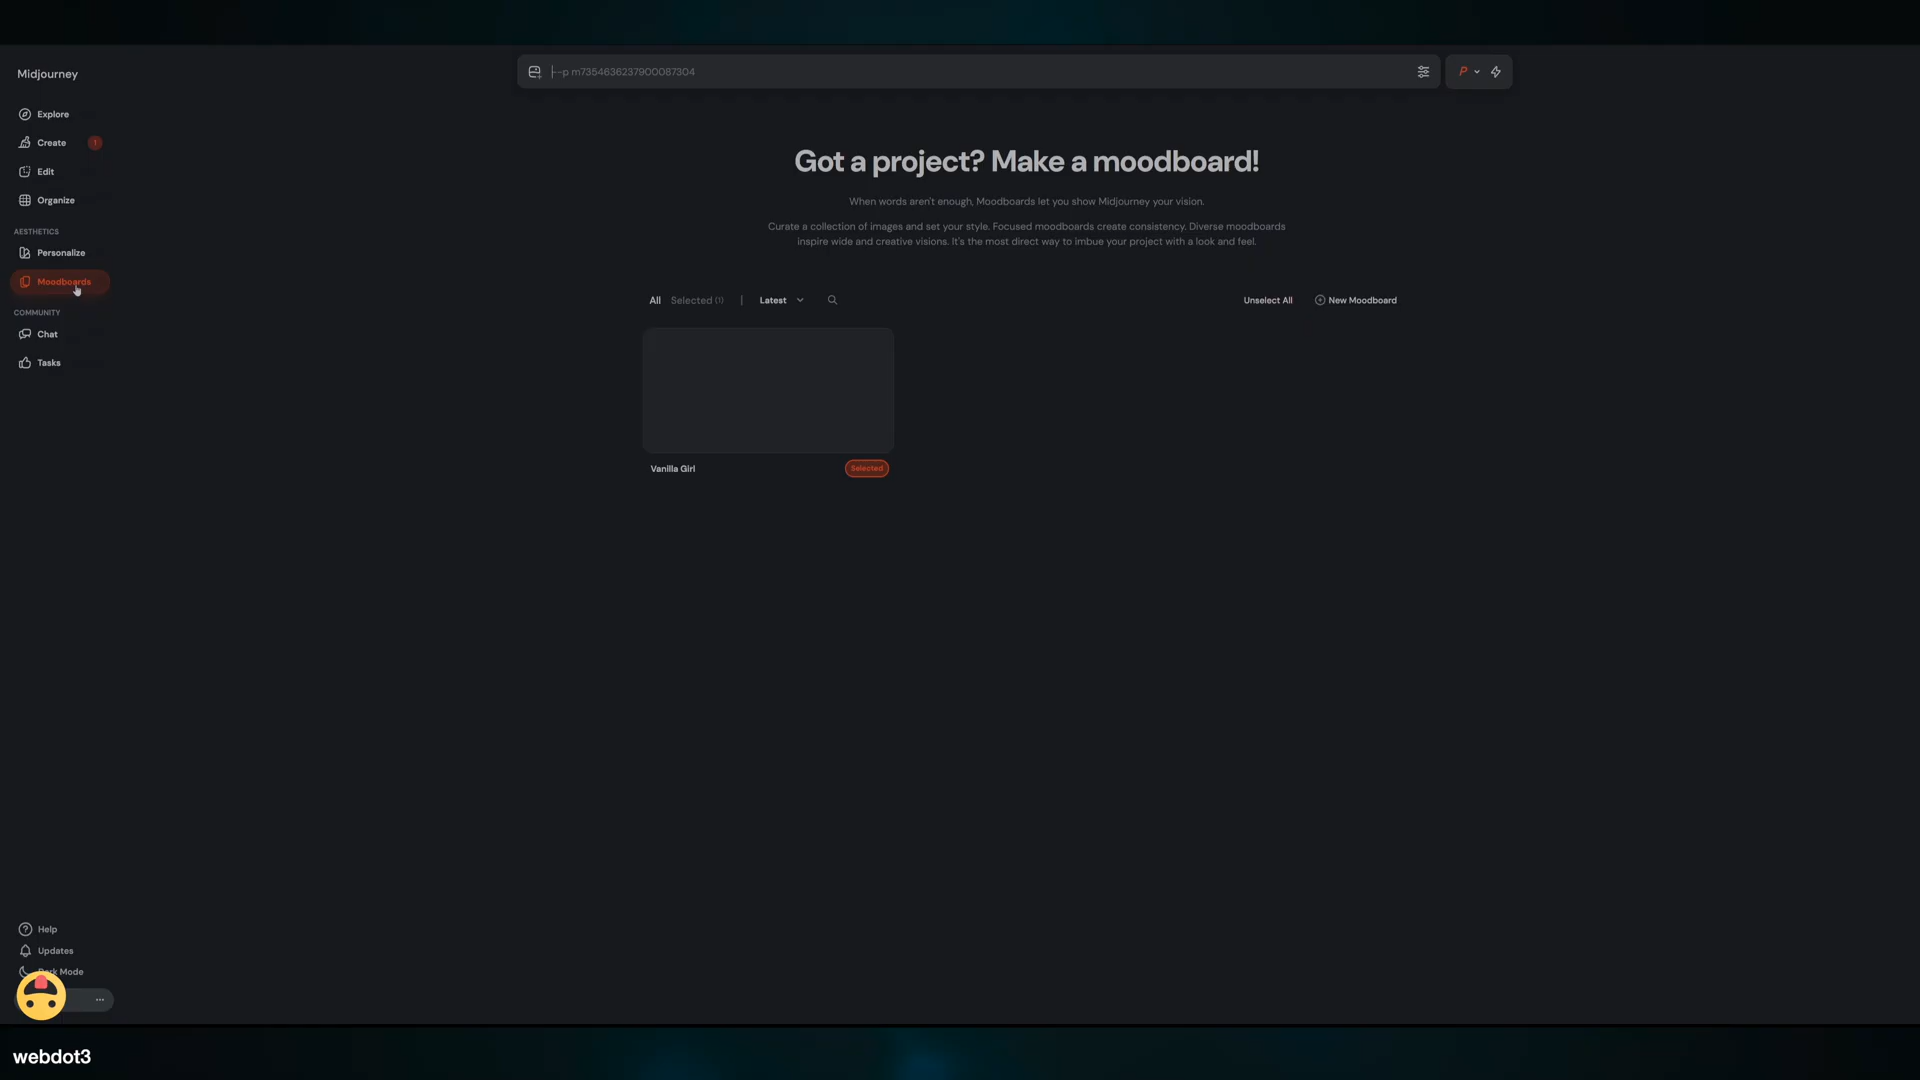 Midjourney
--p m7354636237900087304
P
Explore
Create 1
Edit
Organize
AESTHETICS
Personalize
Moodboards
COMMUNITY
Chat
Tasks
Got a project? Make a moodboard!
When words aren't enough, Moodboards let you show Midjourney your vision.
Curate a collection of images and set your style. Focused moodboards create consistency. Diverse moodboards
inspire wide and creative visions. It's the most direct way to imbue your project with a look and feel.
All Selected (1) | Latest Unselect All New Moodboard
Vanilla Girl Selected
Help
Updates
Dark Mode
webdot3